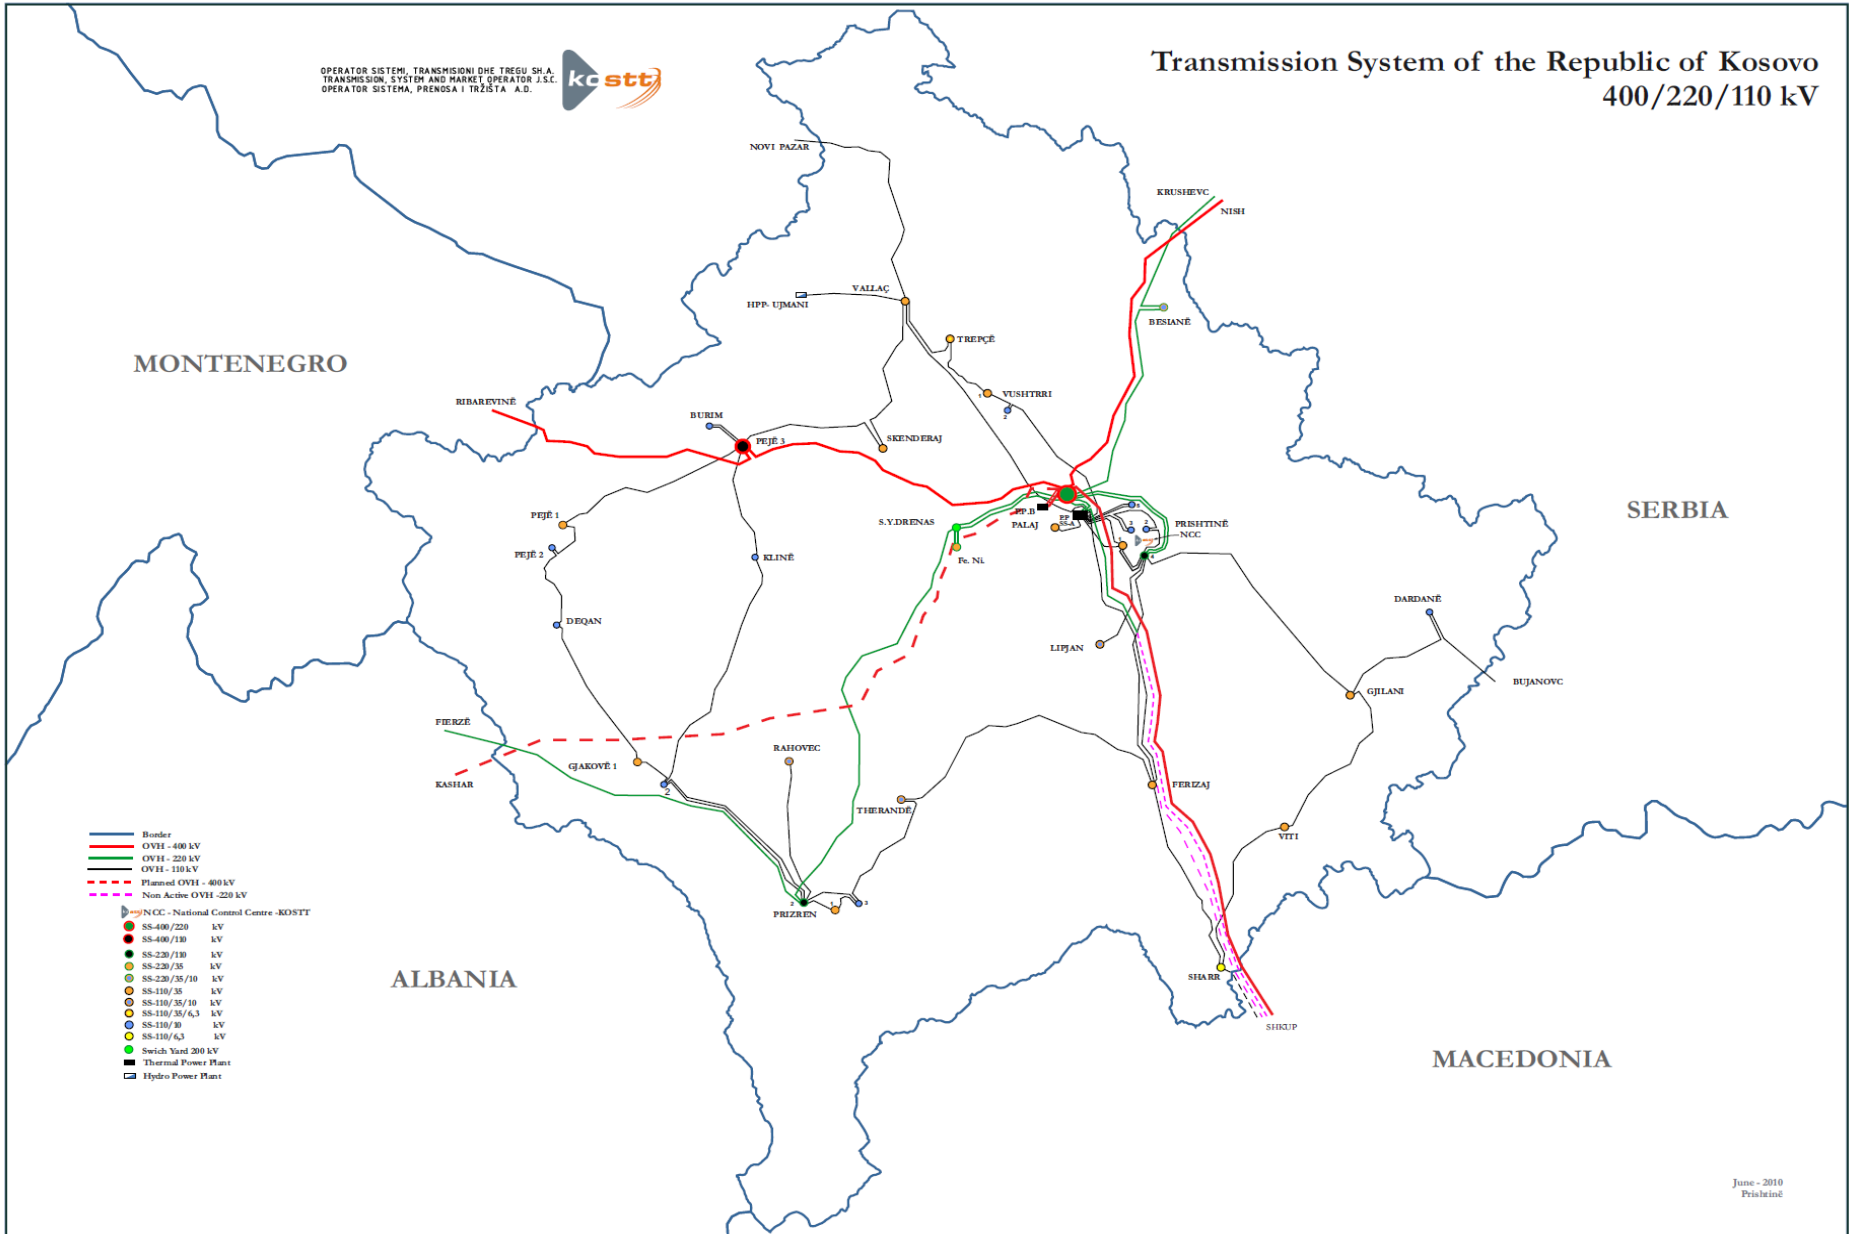 OPERATOR SISTEMI, TRANSMISIONI DHE TREGU SH.A.
TRANSMISSION, SYSTEM AND MARKET OPERATOR J.S.C.
OPERATOR SISTEMA, PRENOSA I TRŽIŠTA A.D.
kostt
Transmission System of the Republic of Kosovo
400/220/110 kV
NOVI PAZAR
KRUSHEVC
NISH
VALLAÇ
HPP- UJMANI
BESIANË
TREPÇË
MONTENEGRO
VUSHTRRI
1
2
RIBAREVINË
BURIM
PEJË 3
SKENDERAJ
SERBIA
PEJË 1
S.Y.DRENAS
PALAJ
SS-A
PRISHTINË
NCC
PEJË 2
KLINË
Fe. Ni.
DEQAN
DARDANË
LIPJAN
BUJANOVC
GJILANI
FIERZË
RAHOVEC
GJAKOVË 1
2
KASHAR
THERANDË
FERIZAJ
VITI
PRIZREN
2
1
3
SHARR
SHKUP
ALBANIA
MACEDONIA
Border
OVH - 400 kV
OVH - 220 kV
OVH - 110 kV
Planned OVH - 400 kV
Non Active OVH -220 kV
NCC - National Control Centre -KOSTT
SS-400/220 kV
SS-400/110 kV
SS-220/110 kV
SS-220/35 kV
SS-220/35/10 kV
SS-110/35 kV
SS-110/35/10 kV
SS-110/35/6,3 kV
SS-110/10 kV
SS-110/6,3 kV
Swich Yard 200 kV
Thermal Power Plant
Hydro Power Plant
June - 2010
Prishtinë